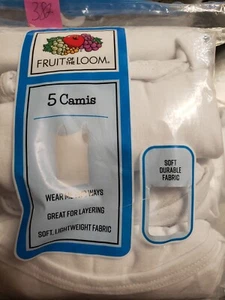 FRUIT OF THE LOOM®
5 Camis
WEAR WAYS
GREAT FOR LAYERING
SOFT, LIGHTWEIGHT FABRIC
SOFT
DURABLE
FABRIC